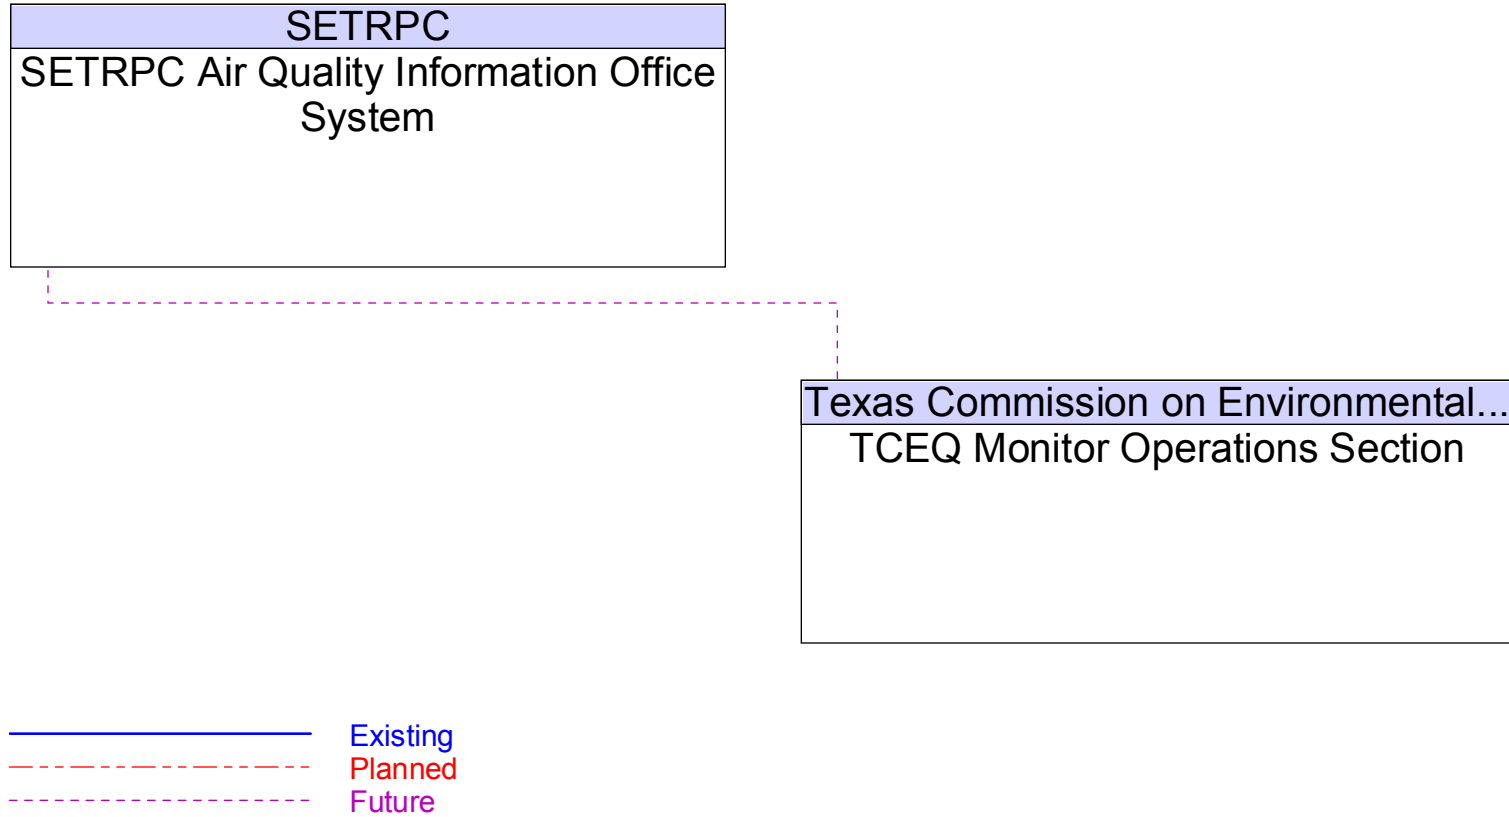 SETRPC
SETRPC Air Quality Information Office
System
Texas Commission on Environmental...
TCEQ Monitor Operations Section
Existing
Planned
Future